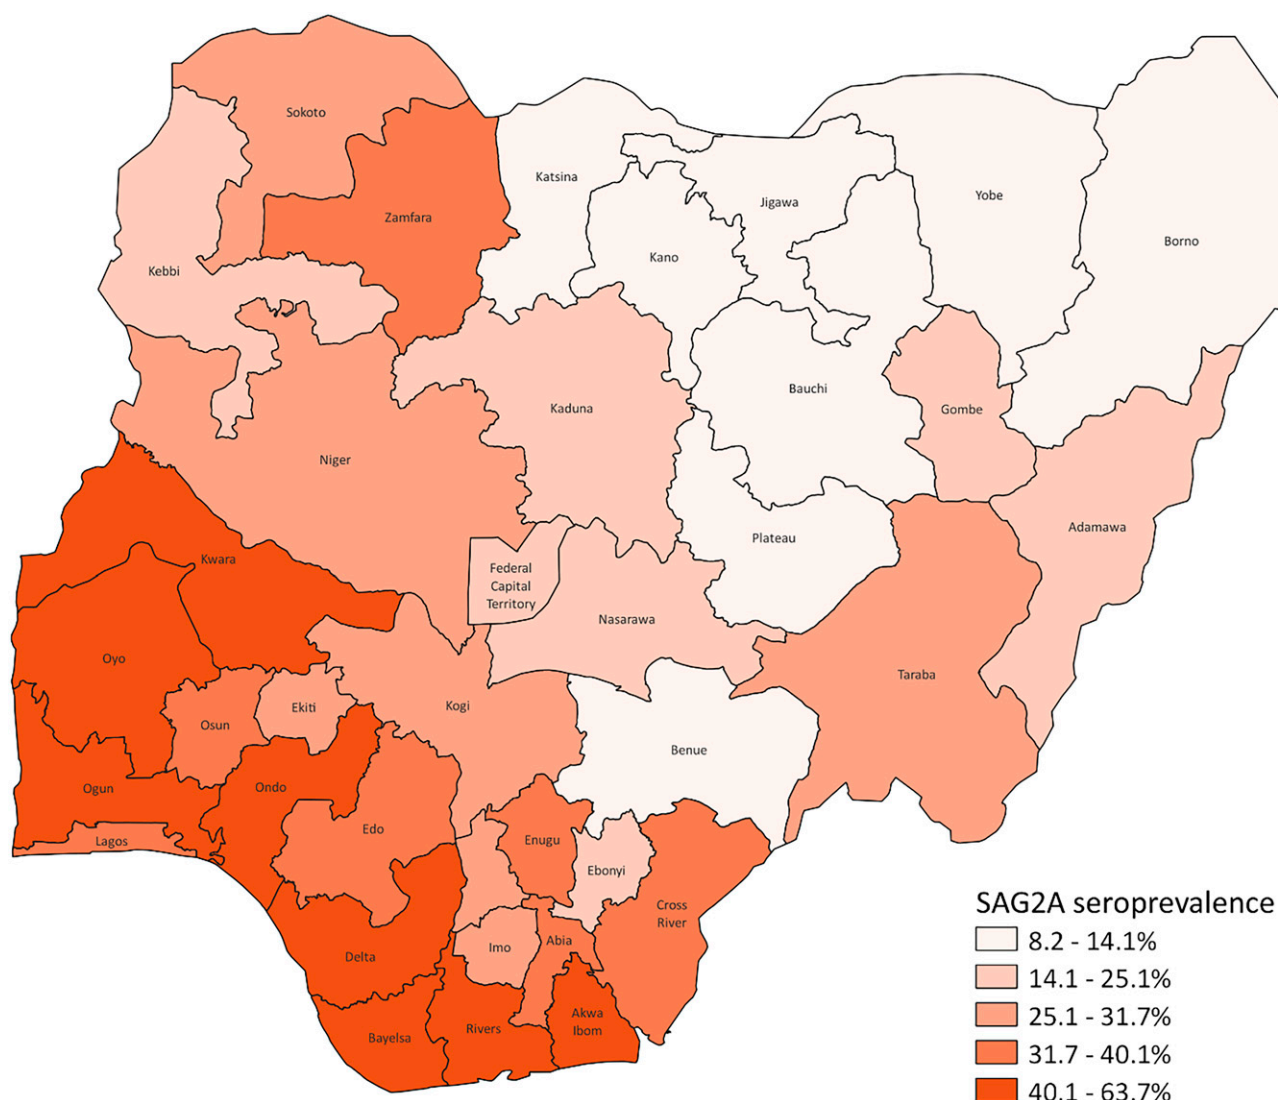 Sokoto
Katsina
Yobe
Jigawa
Zamfara
Borno
Kano
Kebbi
Bauchi
Kaduna
Gombe
Niger
Adamawa
Plateau
Kwara
Federal
Capital
Territory
Nasarawa
Oyo
Taraba
Kogi
Ekiti
Osun
Benue
Ogun
Ondo
Edo
Lagos
Enugu
Ebonyi
Cross
River
Abia
Imo
Delta
Akwa
Ibom
Rivers
Bayelsa
SAG2A seroprevalence
8.2 - 14.1%
14.1 - 25.1%
25.1 - 31.7%
31.7 - 40.1%
40.1 - 63.7%